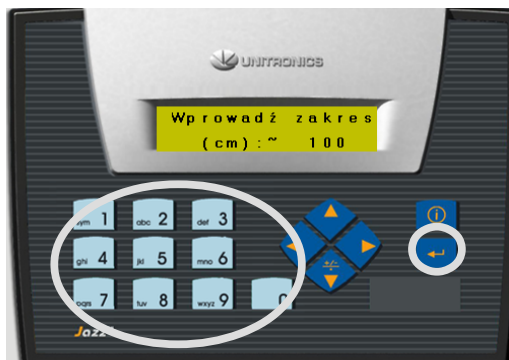 UNITRONICS
Wprowadź zakres
(cm):~ 100
1
abc 2
def 3
ghi 4
jkl 5
mno 6
pqrs 7
tuv 8
wxyz 9
0
+/-
i
Jazz